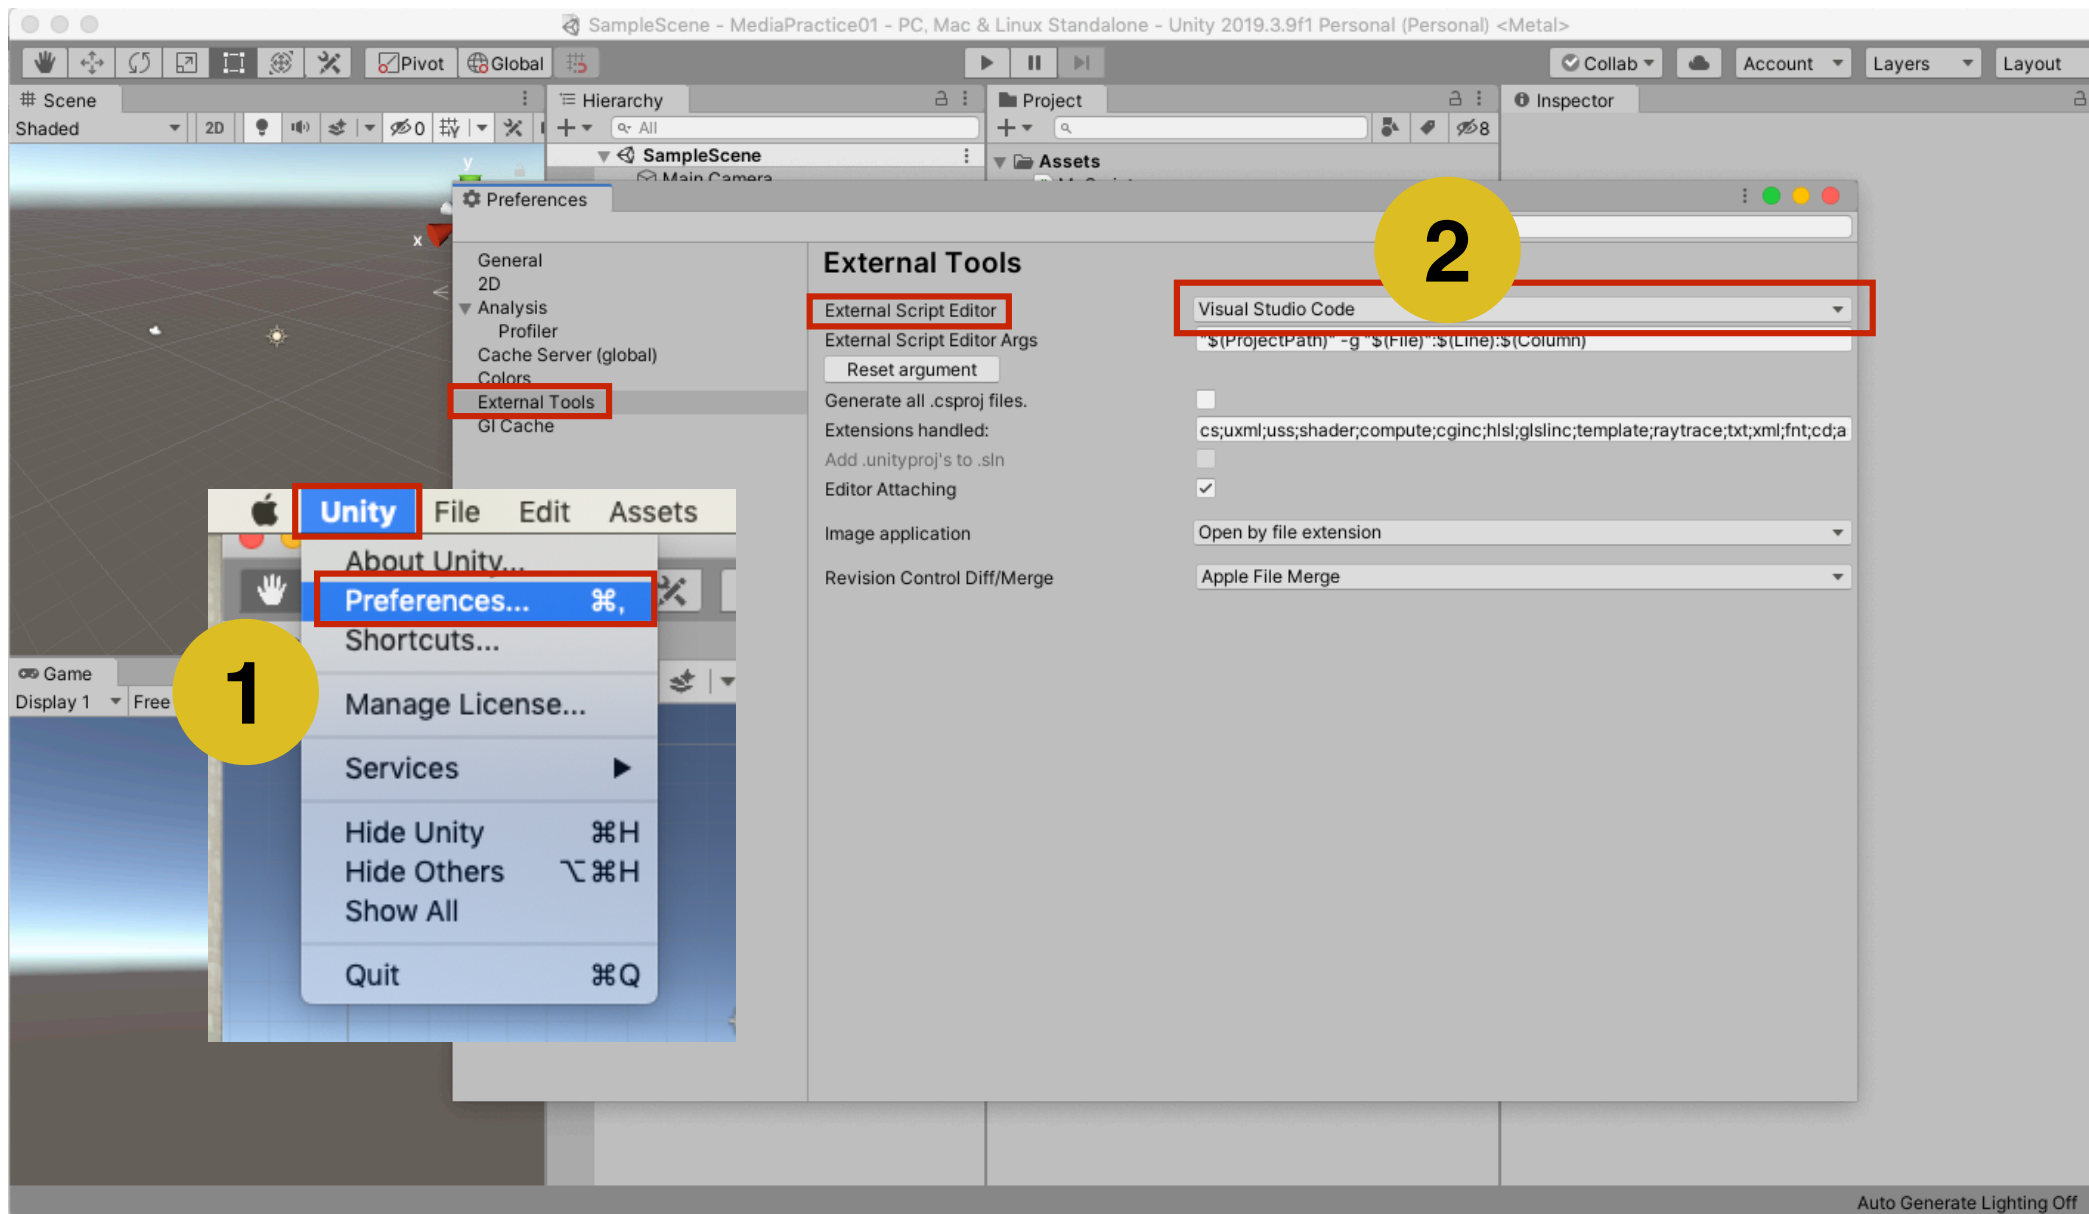 SampleScene - MediaPractice01 - PC, Mac & Linux Standalone - Unity 2019.3.9f1 Personal (Personal) <Metal>
Pivot Global Collab Account Layers Layout
Scene
Shaded 2D 0
Hierarchy
All
SampleScene
Main Camera
Project
8
Assets
Inspector
Preferences
General
2D
Analysis
Profiler
Cache Server (global)
Colors
External Tools
GI Cache
External Tools
2
External Script Editor Visual Studio Code
External Script Editor Args "$(ProjectPath)" -g "$(File)":$(Line):$(Column)
Reset argument
Generate all .csproj files.
Extensions handled: cs;uxml;uss;shader;compute;cginc;hlsl;glslinc;template;raytrace;txt;xml;fnt;cd;a
Add .unityproj's to .sln
Editor Attaching
Image application Open by file extension
Revision Control Diff/Merge Apple File Merge
y
x
Unity File Edit Assets
About Unity...
Preferences... ⌘,
Shortcuts...
1
Manage License...
Services
Hide Unity ⌘H
Hide Others ⌥⌘H
Show All
Quit ⌘Q
Game
Display 1 Free
Auto Generate Lighting Off